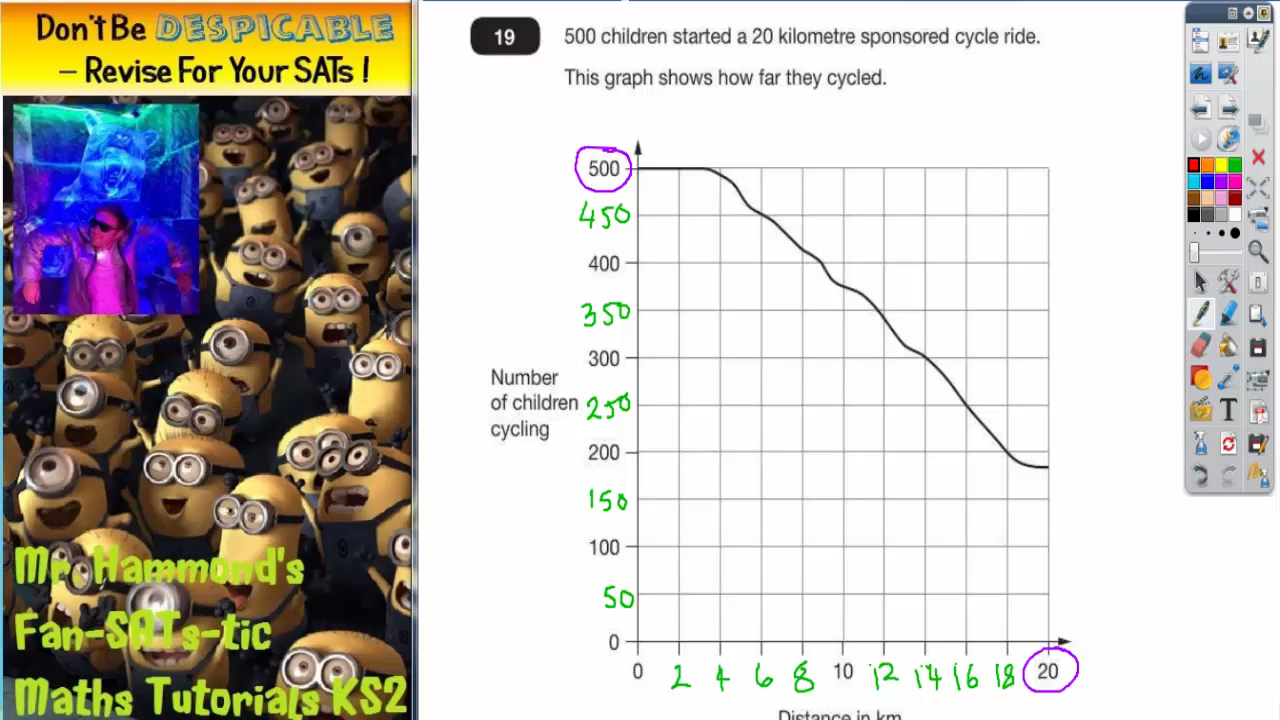 Don't Be DESPICABLE
– Revise For Your SATs !
Mr. Hammond's
Fan-SATs-tic
Maths Tutorials KS2
19
500 children started a 20 kilometre sponsored cycle ride.
This graph shows how far they cycled.
500
450
400
350
300
Number
of children
cycling
250
200
150
100
50
0
0 2 4 6 8 10 12 14 16 18 20
Distance in km